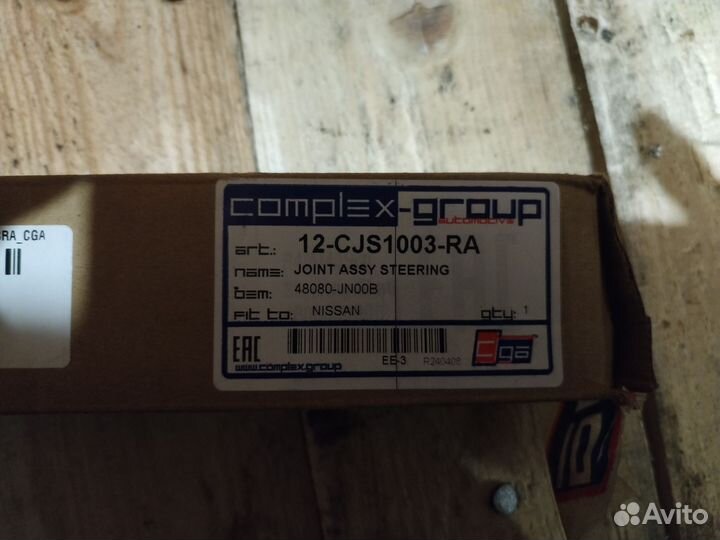 RA_CGA
complex-group
automotive
art.: 12-CJS1003-RA
name: JOINT ASSY STEERING
oem: 48080-JN00B
fit to: NISSAN qty: 1
EAC
www.complex.group
EE-3 R240408
cga
Avito